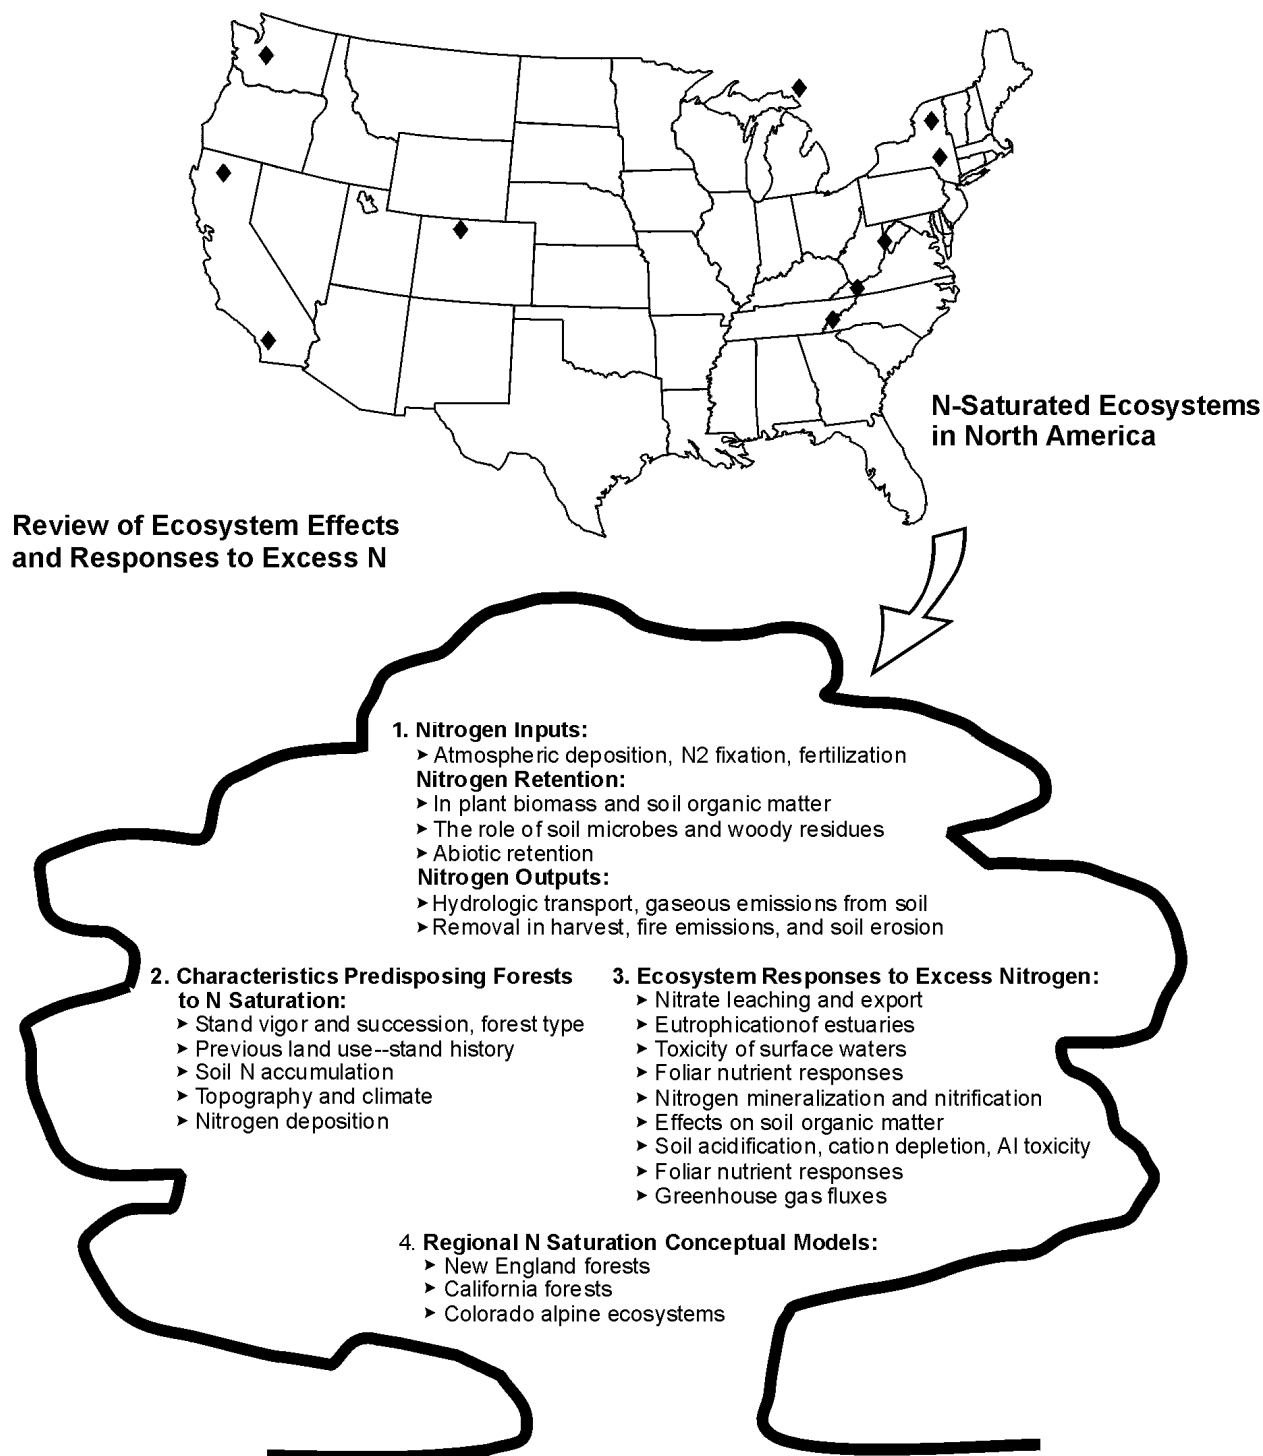 N-Saturated Ecosystems
in North America
Review of Ecosystem Effects
and Responses to Excess N
1. Nitrogen Inputs:
➤ Atmospheric deposition, N2 fixation, fertilization
Nitrogen Retention:
➤ In plant biomass and soil organic matter
➤ The role of soil microbes and woody residues
➤ Abiotic retention
Nitrogen Outputs:
➤ Hydrologic transport, gaseous emissions from soil
➤ Removal in harvest, fire emissions, and soil erosion
2. Characteristics Predisposing Forests
to N Saturation:
➤ Stand vigor and succession, forest type
➤ Previous land use--stand history
➤ Soil N accumulation
➤ Topography and climate
➤ Nitrogen deposition
3. Ecosystem Responses to Excess Nitrogen:
➤ Nitrate leaching and export
➤ Eutrophicationof estuaries
➤ Toxicity of surface waters
➤ Foliar nutrient responses
➤ Nitrogen mineralization and nitrification
➤ Effects on soil organic matter
➤ Soil acidification, cation depletion, Al toxicity
➤ Foliar nutrient responses
➤ Greenhouse gas fluxes
4. Regional N Saturation Conceptual Models:
➤ New England forests
➤ California forests
➤ Colorado alpine ecosystems